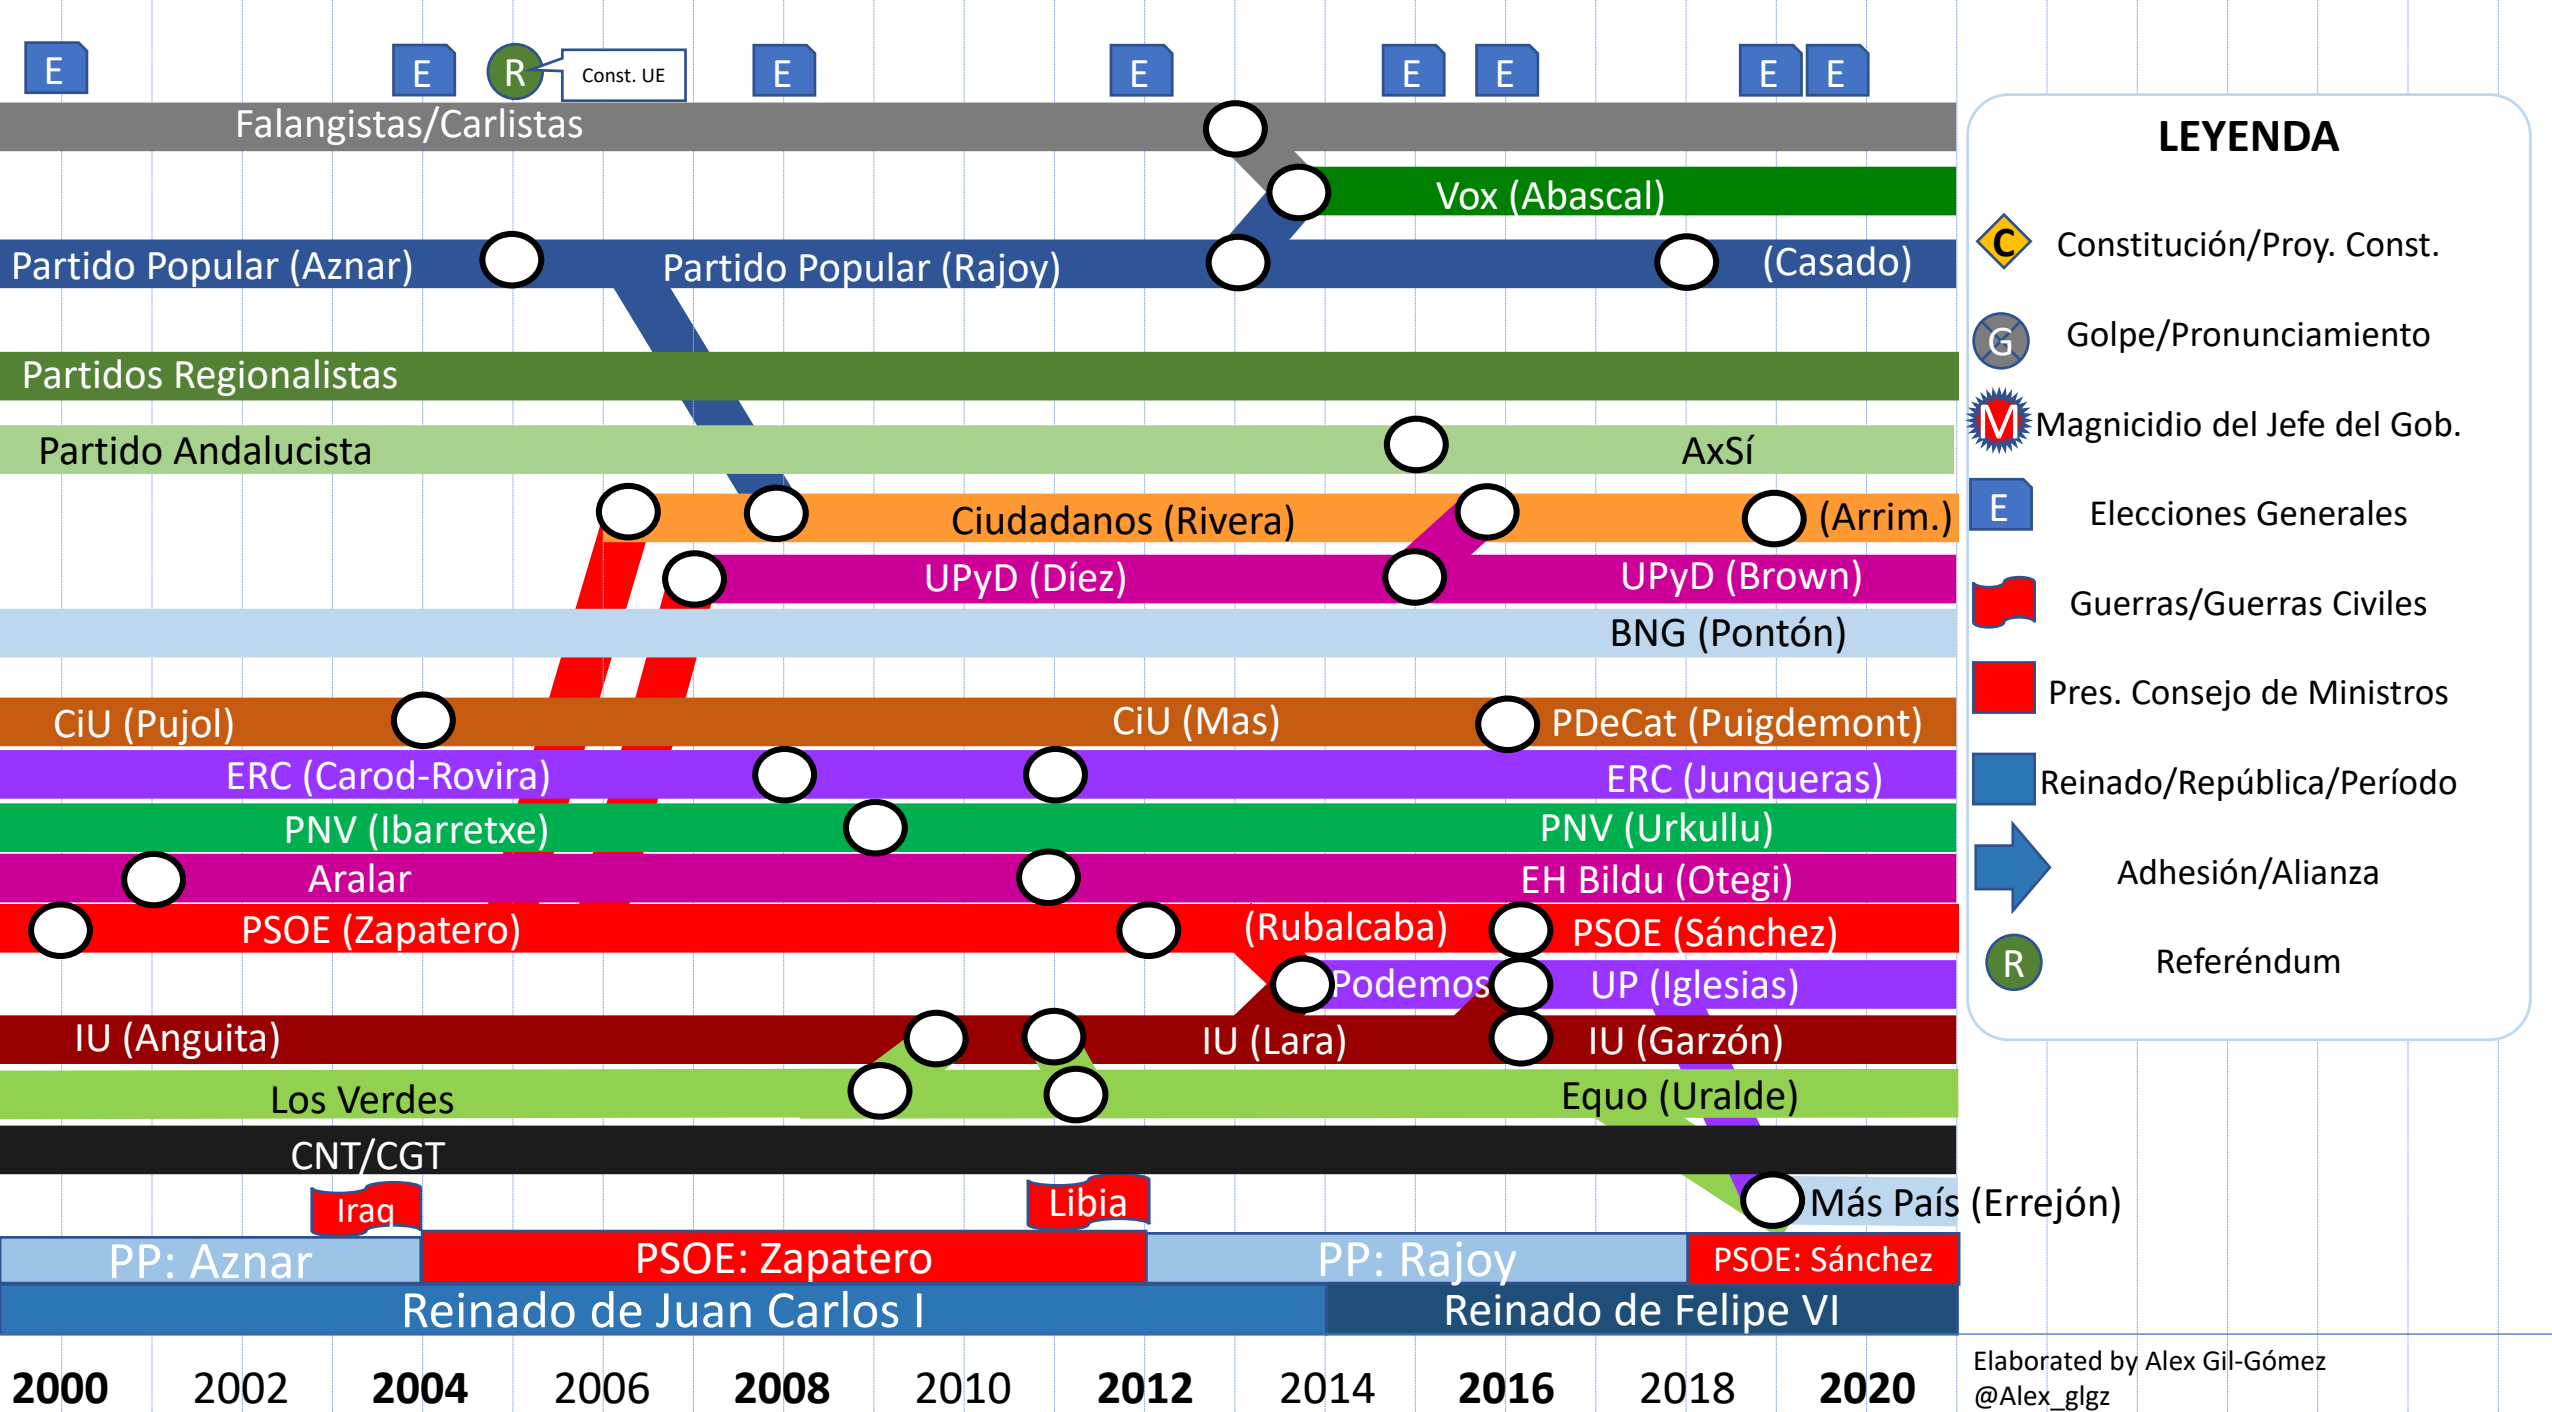 E
E
R
Const. UE
E
E
E
E
E
E
Falangistas/Carlistas
Vox (Abascal)
Partido Popular (Aznar)
Partido Popular (Rajoy)
(Casado)
Partidos Regionalistas
Partido Andalucista
AxSí
Ciudadanos (Rivera)
(Arrim.)
UPyD (Díez)
UPyD (Brown)
BNG (Pontón)
CiU (Pujol)
CiU (Mas)
PDeCat (Puigdemont)
ERC (Carod-Rovira)
ERC (Junqueras)
PNV (Ibarretxe)
PNV (Urkullu)
Aralar
EH Bildu (Otegi)
PSOE (Zapatero)
(Rubalcaba)
PSOE (Sánchez)
Podemos
UP (Iglesias)
IU (Anguita)
IU (Lara)
IU (Garzón)
Los Verdes
Equo (Uralde)
CNT/CGT
Iraq
Libia
Más País (Errejón)
PP: Aznar
PSOE: Zapatero
PP: Rajoy
PSOE: Sánchez
Reinado de Juan Carlos I
Reinado de Felipe VI
2000
2002
2004
2006
2008
2010
2012
2014
2016
2018
2020
LEYENDA
C
Constitución/Proy. Const.
G
Golpe/Pronunciamiento
M
Magnicidio del Jefe del Gob.
E
Elecciones Generales
Guerras/Guerras Civiles
Pres. Consejo de Ministros
Reinado/República/Período
Adhesión/Alianza
R
Referéndum
Elaborated by Alex Gil-Gómez
@Alex_glgz